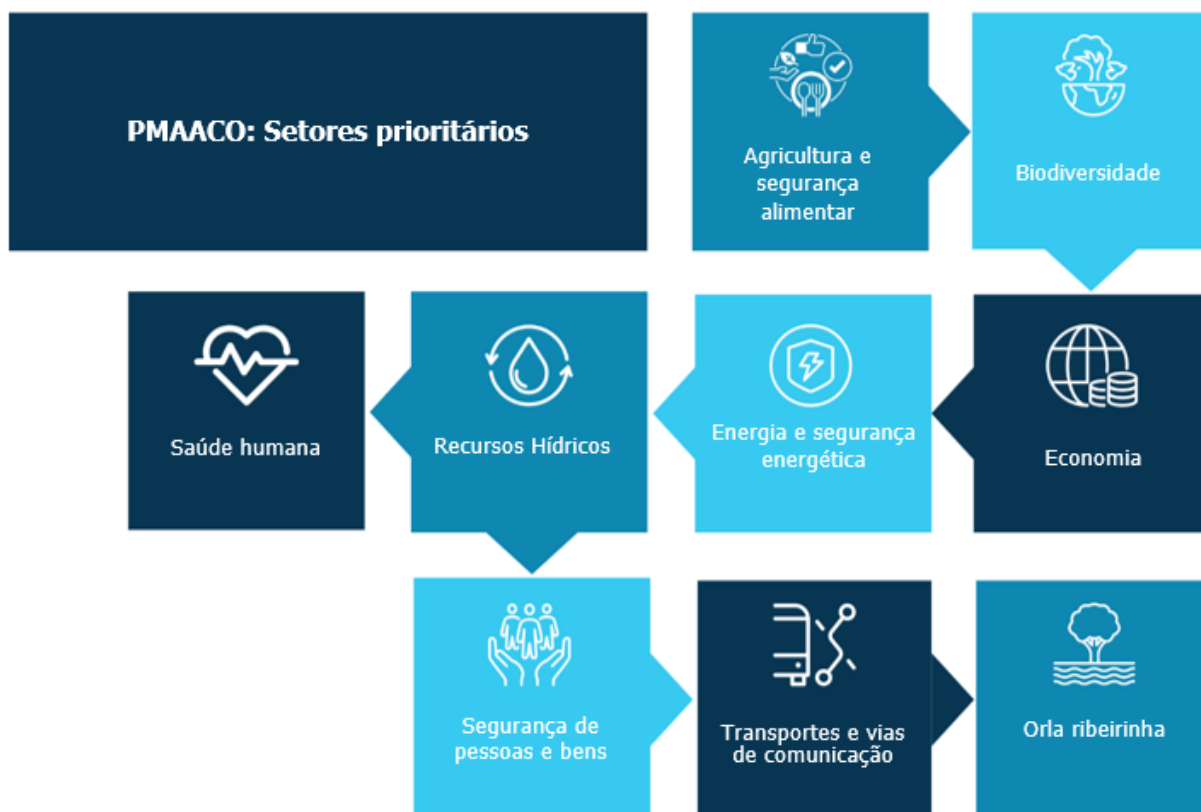 PMAACO: Setores prioritários
Agricultura e
segurança
alimentar
Biodiversidade
Saúde humana
Recursos Hídricos
Energia e segurança
energética
Economia
Segurança de
pessoas e bens
Transportes e vias
de comunicação
Orla ribeirinha